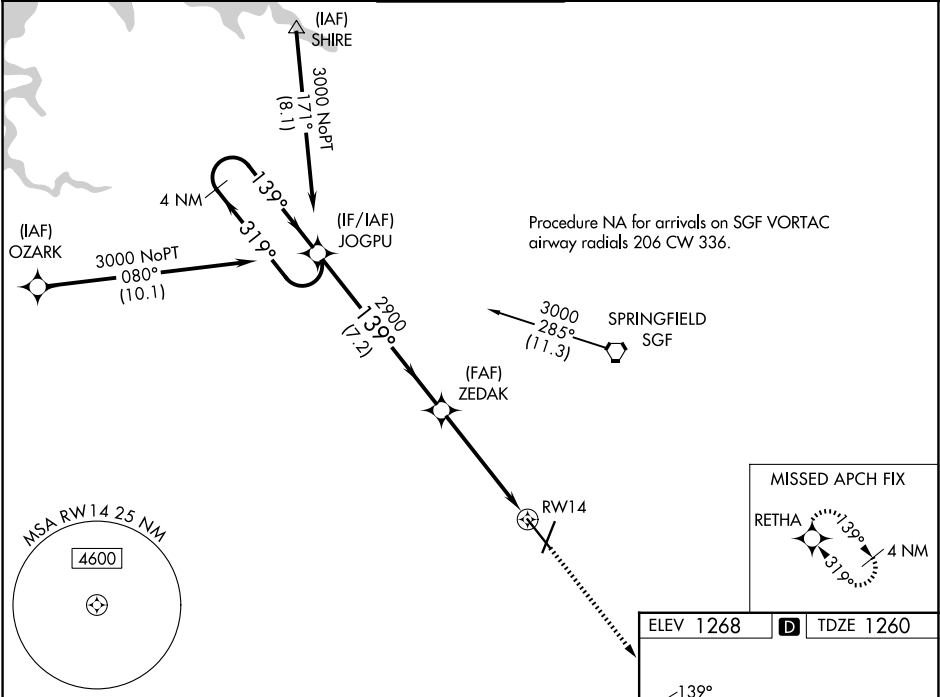 (IAF)
SHIRE
3000 NoPT
171°
(8.1)
4 NM
139°
319°
(IF/IAF)
JOGPU
(IAF)
OZARK
3000 NoPT
080°
(10.1)
Procedure NA for arrivals on SGF VORTAC
airway radials 206 CW 336.
2900
139°
(7.2)
3000
285°
(11.3)
SPRINGFIELD
SGF
(FAF)
ZEDAK
RW14
MISSED APCH FIX
RETHA
139°
4 NM
319°
MSA RW14 25 NM
4600
ELEV 1268
D
TDZE 1260
139°